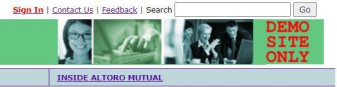 Sign In | Contact Us | Feedback | Search Go
DEMO
SITE
ONLY
INSIDE ALTORO MUTUAL